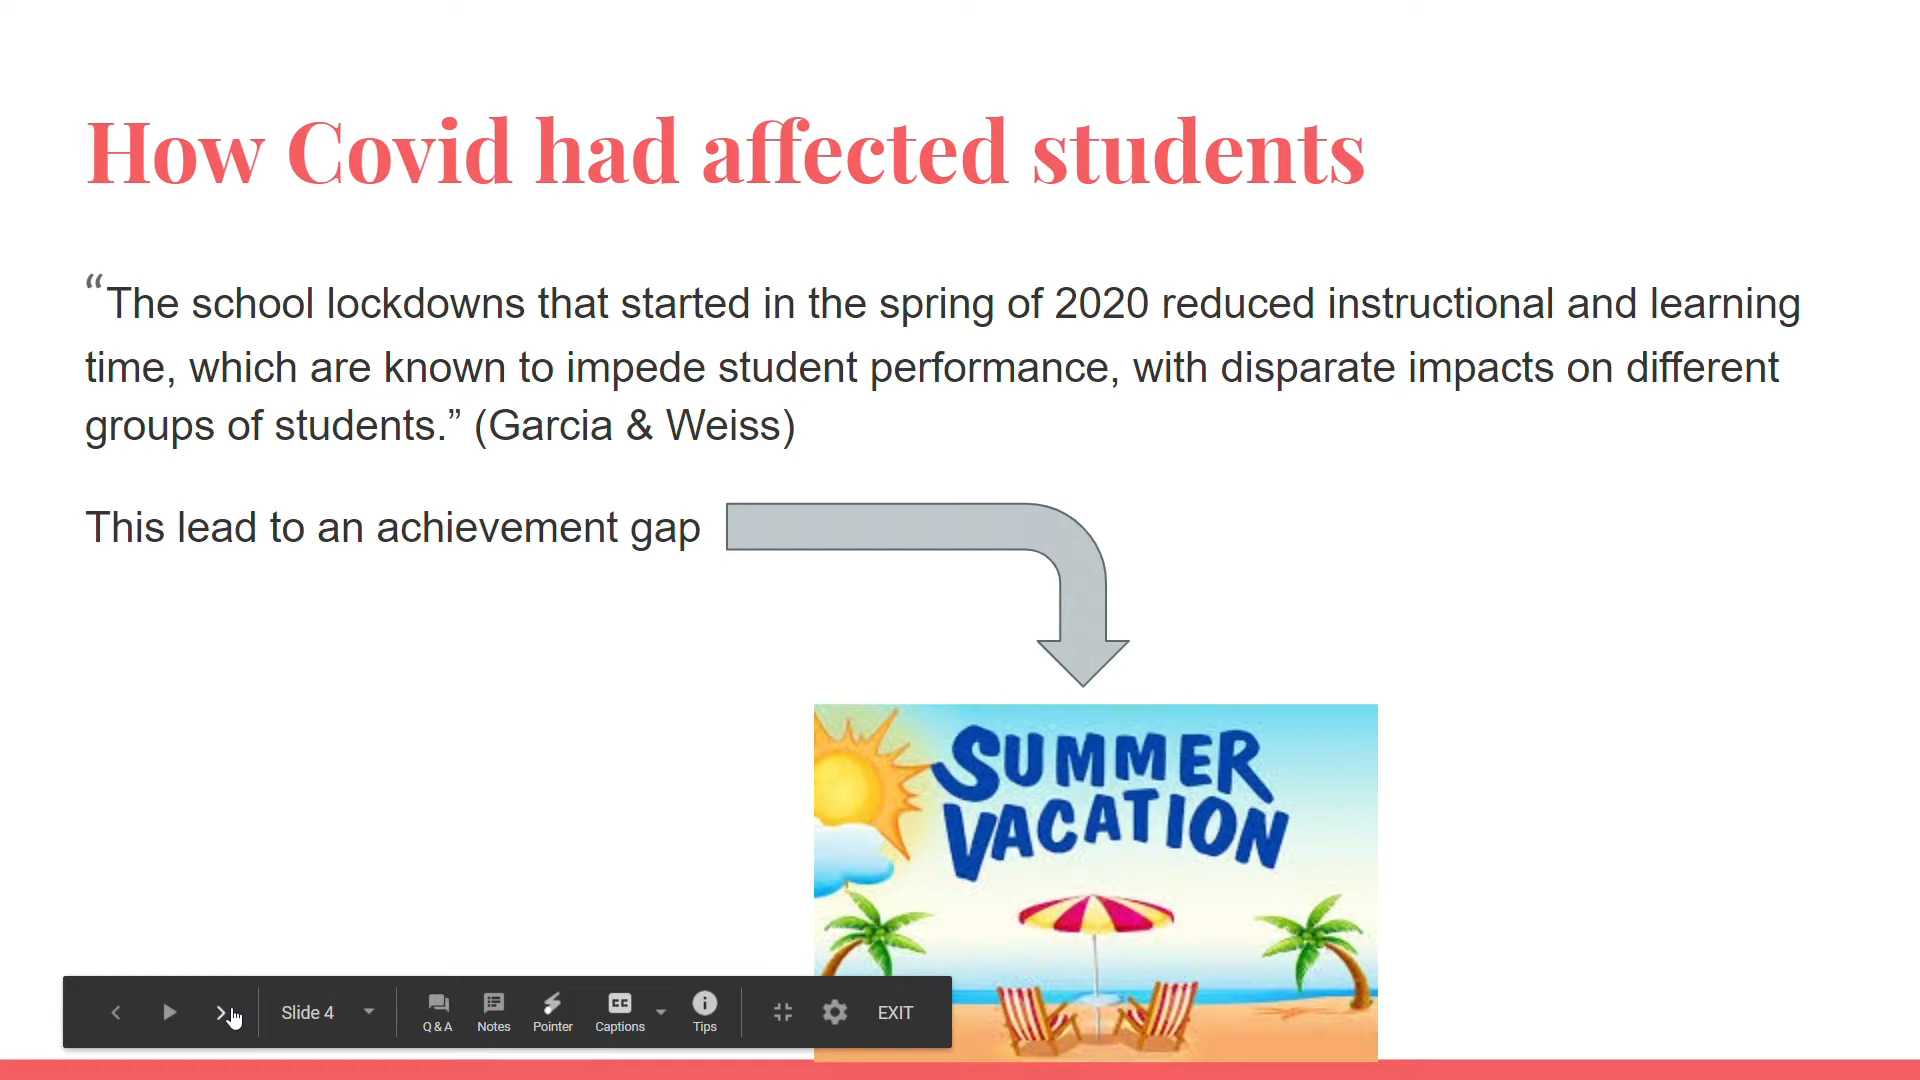 How Covid had affected students
“The school lockdowns that started in the spring of 2020 reduced instructional and learning
time, which are known to impede student performance, with disparate impacts on different
groups of students.” (Garcia & Weiss)
This lead to an achievement gap
SUMMER
VACATION
Slide 4
Q & A
Notes
Pointer
CC
Captions
Tips
EXIT